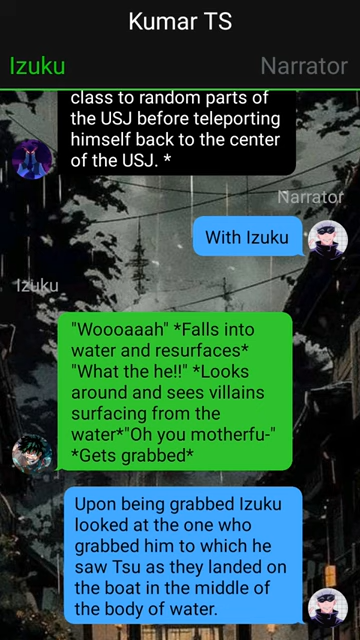 Kumar TS
Izuku Narrator
class to random parts of
the USJ before teleporting
himself back to the center
of the USJ. *
Narrator
With Izuku
Izuku
"Woooaaah" *Falls into
water and resurfaces*
"What the he!!" *Looks
around and sees villains
surfacing from the
water*"Oh you motherfu-"
*Gets grabbed*
Upon being grabbed Izuku
looked at the one who
grabbed him to which he
saw Tsu as they landed on
the boat in the middle of
the body of water.